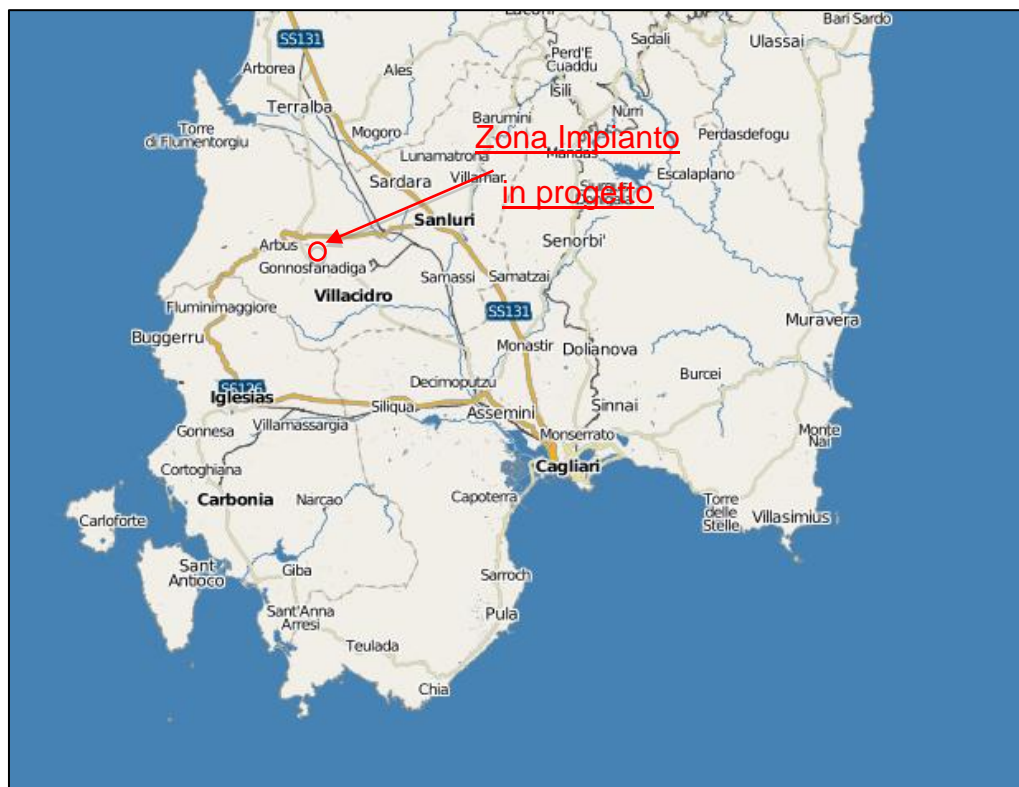 Laconi
Bari Sardo
SS131
Sadali
Ulassai
Perd'E
Cuaddu
Arborea
Ales
Isili
Terralba
Barumini
Nurri
Torre
di Flumentorgiu
Mogoro
Perdasdefogu
Zona Impianto
Lunamatrona
Mandas
Villamar
Escalaplano
Sardara
in progetto
Sanluri
Arbus
Senorbi'
Gonnosfanadiga
Samassi
Samatzai
Villacidro
Fluminimaggiore
SS131
Muravera
Buggerru
Monastir
Dolianova
Burcei
SS126
Decimoputzu
Iglesias
Siliqua
Assemini
Sinnai
Gonnesa
Villamassargia
Monserrato
Monte
Nai
Cortoghiana
Cagliari
Carbonia
Narcao
Capoterra
Torre
delle
Stelle
Villasimius
Carloforte
Sant
Antioco
Giba
Sarroch
Sant'Anna
Arresi
Pula
Teulada
Chia